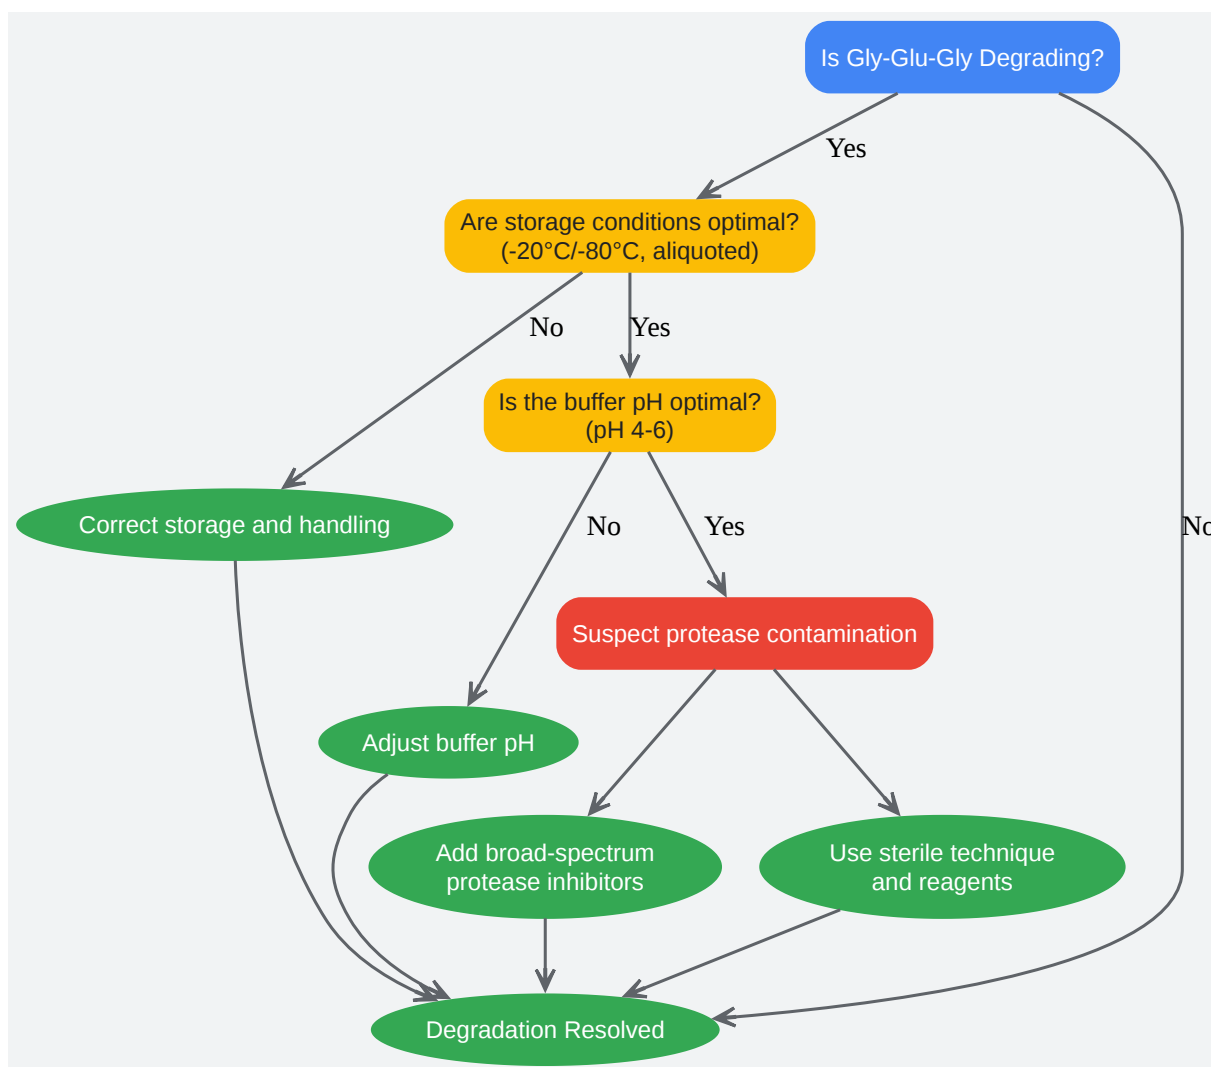 Is Gly-Glu-Gly Degrading?
Yes
Are storage conditions optimal?
(-20°C/-80°C, aliquoted)
No
Yes
Is the buffer pH optimal?
(pH 4-6)
Correct storage and handling
No
Yes
No
Suspect protease contamination
Adjust buffer pH
Add broad-spectrum
protease inhibitors
Use sterile technique
and reagents
Degradation Resolved